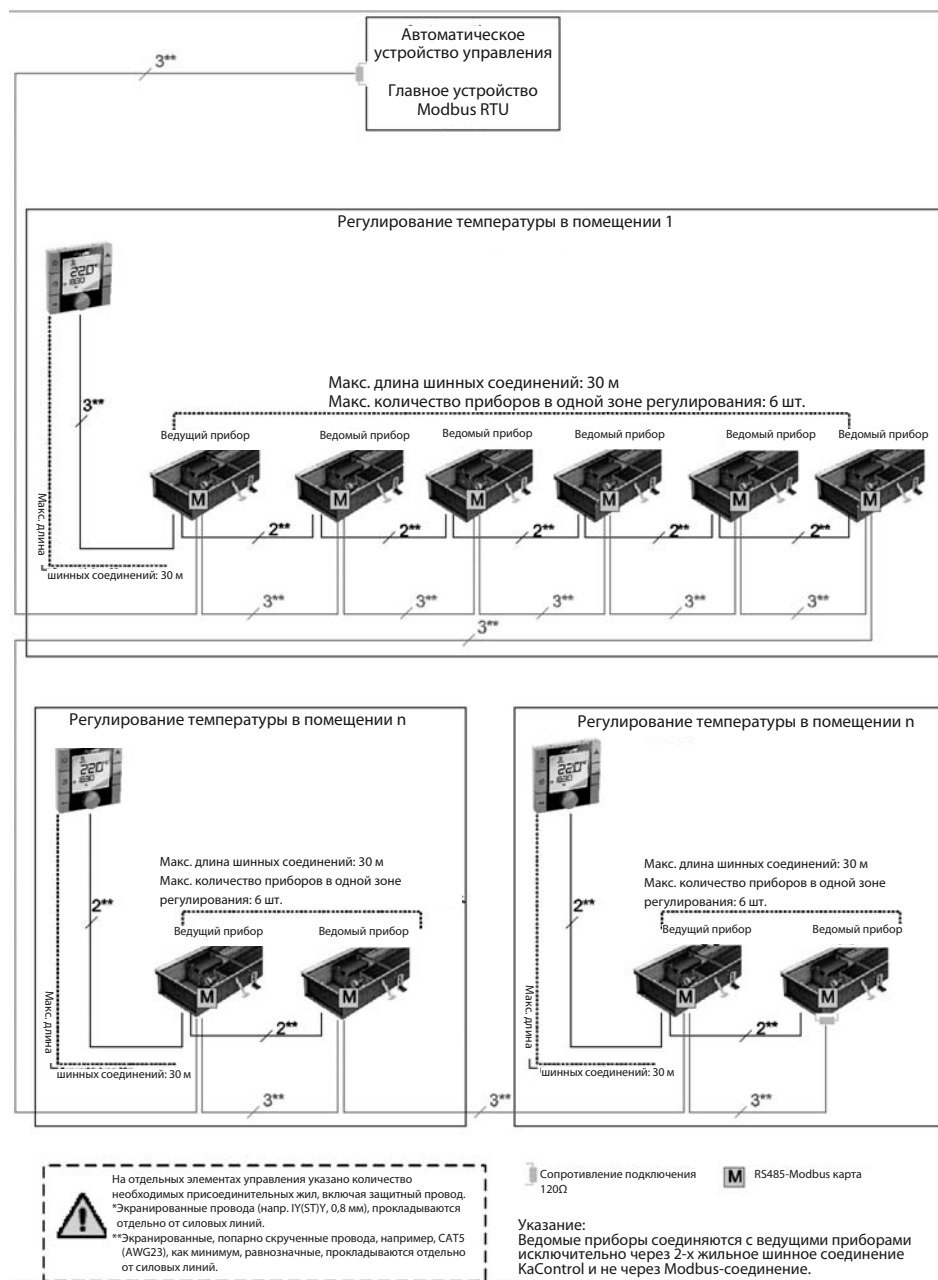 Автоматическое
устройство управления
Главное устройство
Modbus RTU
3**
Регулирование температуры в помещении 1
220
1830
3**
Макс. длина
шинных соединений: 30 м
Макс. длина шинных соединений: 30 м
Макс. количество приборов в одной зоне регулирования: 6 шт.
Ведущий прибор Ведомый прибор Ведомый прибор Ведомый прибор Ведомый прибор Ведомый прибор
M M M M M M
2** 2** 2** 2** 2**
3** 3** 3** 3** 3**
3**
Регулирование температуры в помещении n
220
1830
2**
Макс. длина
шинных соединений: 30 м
Макс. длина шинных соединений: 30 м
Макс. количество приборов в одной зоне
регулирования: 6 шт.
Ведущий прибор Ведомый прибор
M M
2**
3**
3**
Регулирование температуры в помещении n
220
1830
2**
Макс. длина
шинных соединений: 30 м
Макс. длина шинных соединений: 30 м
Макс. количество приборов в одной зоне
регулирования: 6 шт.
Ведущий прибор Ведомый прибор
M M
2**
3**
На отдельных элементах управления указано количество
необходимых присоединительных жил, включая защитный провод.
*Экранированные провода (напр. IY(ST)Y, 0,8 мм), прокладываются
отдельно от силовых линий.
**Экранированные, попарно скрученные провода, например, CAT5
(AWG23), как минимум, равнозначные, прокладываются отдельно
от силовых линий.
Сопротивление подключения
120Ω
M RS485-Modbus карта
Указание:
Ведомые приборы соединяются с ведущими приборами
исключительно через 2-х жильное шинное соединение
KaControl и не через Modbus-соединение.